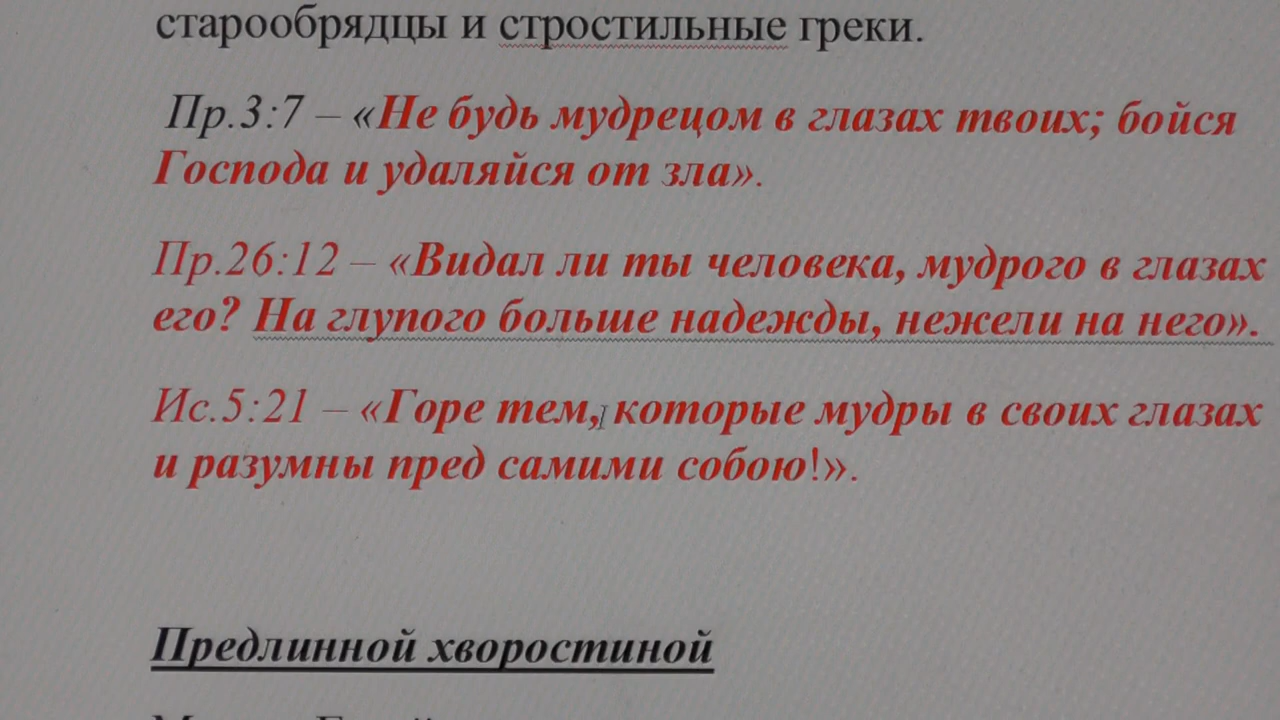 старообрядцы и стростильные греки.
Пр.3:7 – «Не будь мудрецом в глазах твоих; бойся
Господа и удаляйся от зла».
Пр.26:12 – «Видал ли ты человека, мудрого в глазах
его? На глупого больше надежды, нежели на него».
Ис.5:21 – «Горе тем, которые мудры в своих глазах
и разумны пред самими собою!».
Предлинной хворостиной